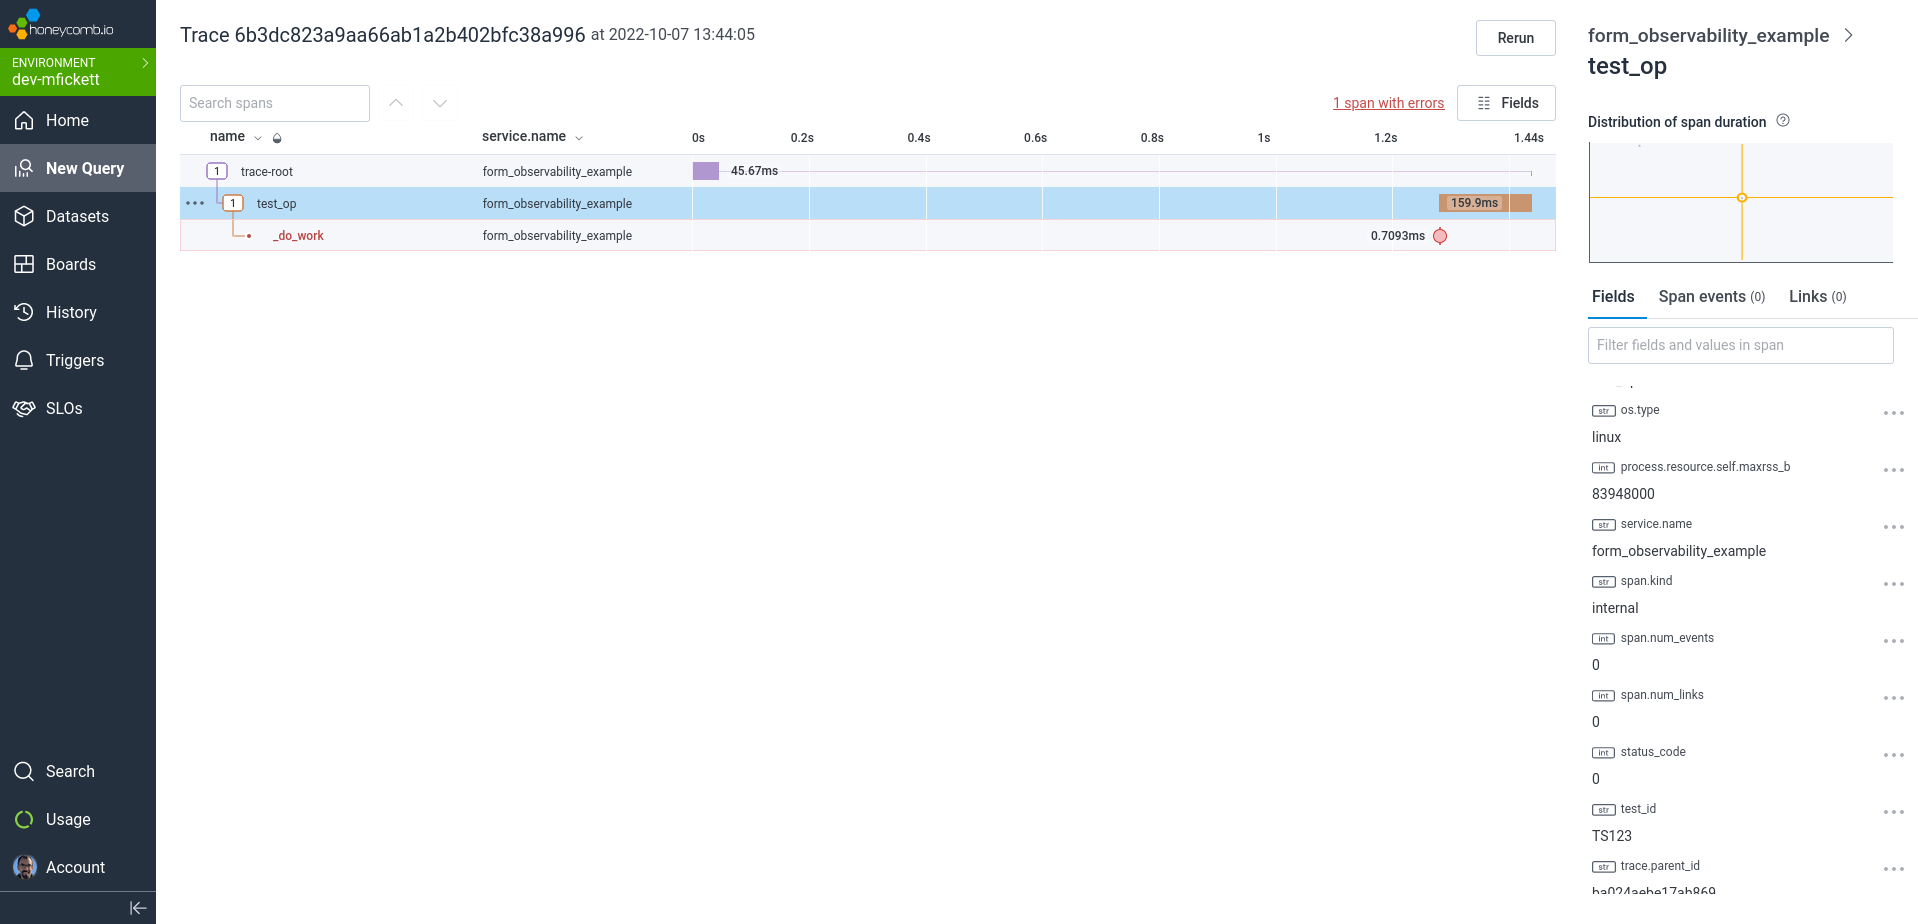 honeycomb.io
ENVIRONMENT
dev-mfickett
Home
New Query
Datasets
Boards
History
Triggers
SLOs
Search
Usage
Account
Trace 6b3dc823a9aa66ab1a2b402bfc38a996 at 2022-10-07 13:44:05
Rerun
Search spans
1 span with errors
Fields
name service.name 0s 0.2s 0.4s 0.6s 0.8s 1s 1.2s 1.44s
1 trace-root form_observability_example 45.67ms
1 test_op form_observability_example 159.9ms
_do_work form_observability_example 0.7093ms
form_observability_example
test_op
Distribution of span duration
Fields Span events (0) Links (0)
Filter fields and values in span
str os.type
linux
int process.resource.self.maxrss_b
83948000
str service.name
form_observability_example
str span.kind
internal
int span.num_events
0
int span.num_links
0
int status_code
0
str test_id
TS123
str trace.parent_id
ba024aebe17ab869